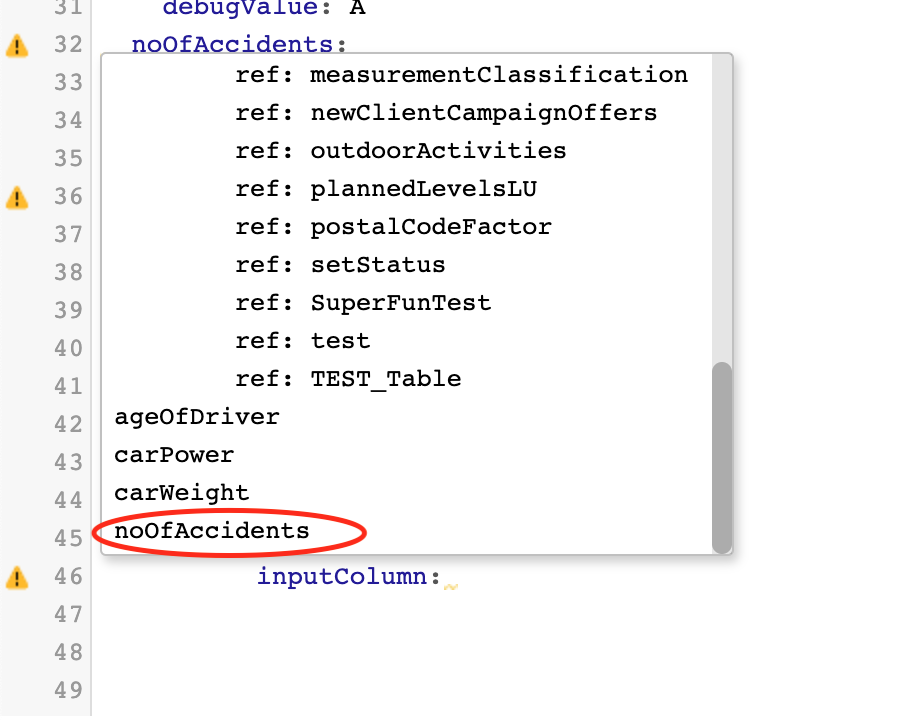 31 debugValue: A
32 noOfAccidents:
33 ref: measurementClassification
34 ref: newClientCampaignOffers
35 ref: outdoorActivities
36 ref: plannedLevelsLU
37 ref: postalCodeFactor
38 ref: setStatus
39 ref: SuperFunTest
40 ref: test
41 ref: TEST_Table
42 ageOfDriver
43 carPower
44 carWeight
45 noOfAccidents
46 inputColumn:
47
48
49